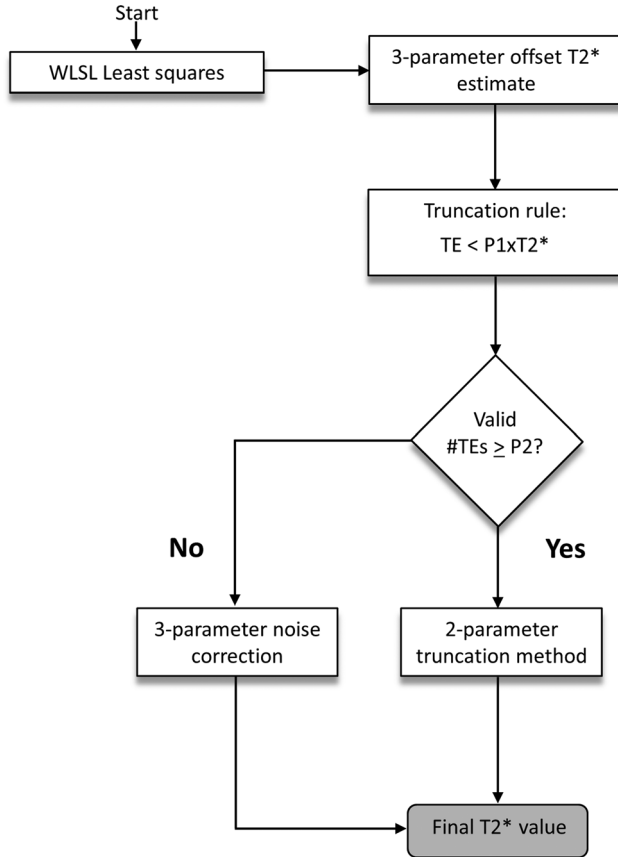 Start
WLSL Least squares
3-parameter offset T2*
estimate
Truncation rule:
TE < P1xT2*
Valid
#TEs ≥ P2?
No
Yes
3-parameter noise
correction
2-parameter
truncation method
Final T2* value